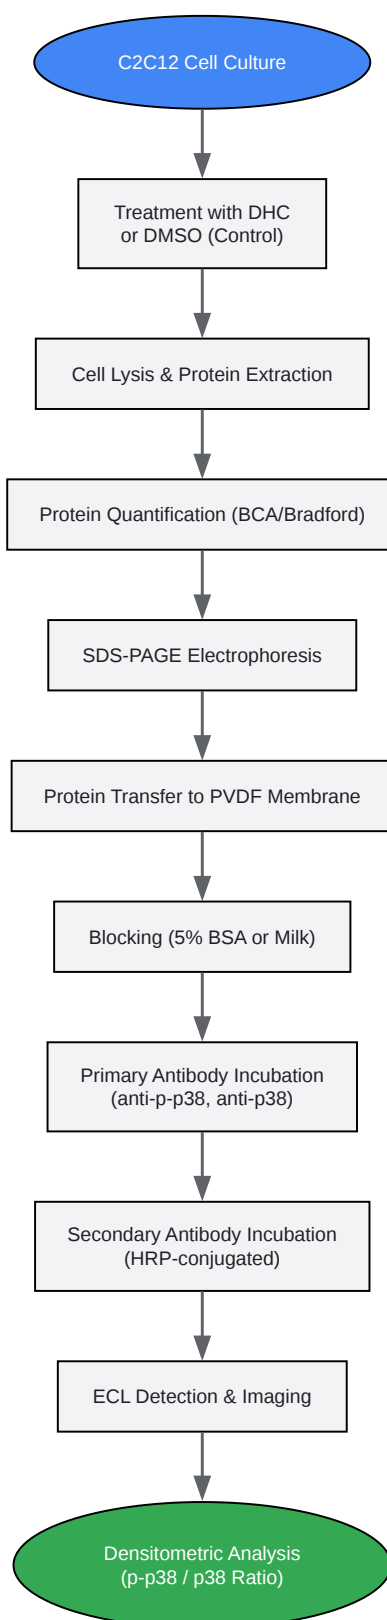 C2C12 Cell Culture
Treatment with DHC
or DMSO (Control)
Cell Lysis & Protein Extraction
Protein Quantification (BCA/Bradford)
SDS-PAGE Electrophoresis
Protein Transfer to PVDF Membrane
Blocking (5% BSA or Milk)
Primary Antibody Incubation
(anti-p-p38, anti-p38)
Secondary Antibody Incubation
(HRP-conjugated)
ECL Detection & Imaging
Densitometric Analysis
(p-p38 / p38 Ratio)